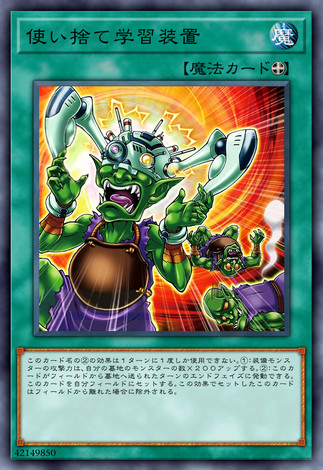 使い捨て学習装置
魔
【魔法カード】
このカード名の②の効果は1ターンに1度しか使用できない。①:装備モンス
ターの攻撃力は、自分の墓地のモンスターの数×200アップする。②:このカ
ードがフィールドから墓地へ送られたターンのエンドフェイズに発動できる。
このカードを自分フィールドにセットする。この効果でセットしたこのカード
はフィールドから離れた場合に除外される。
42149850